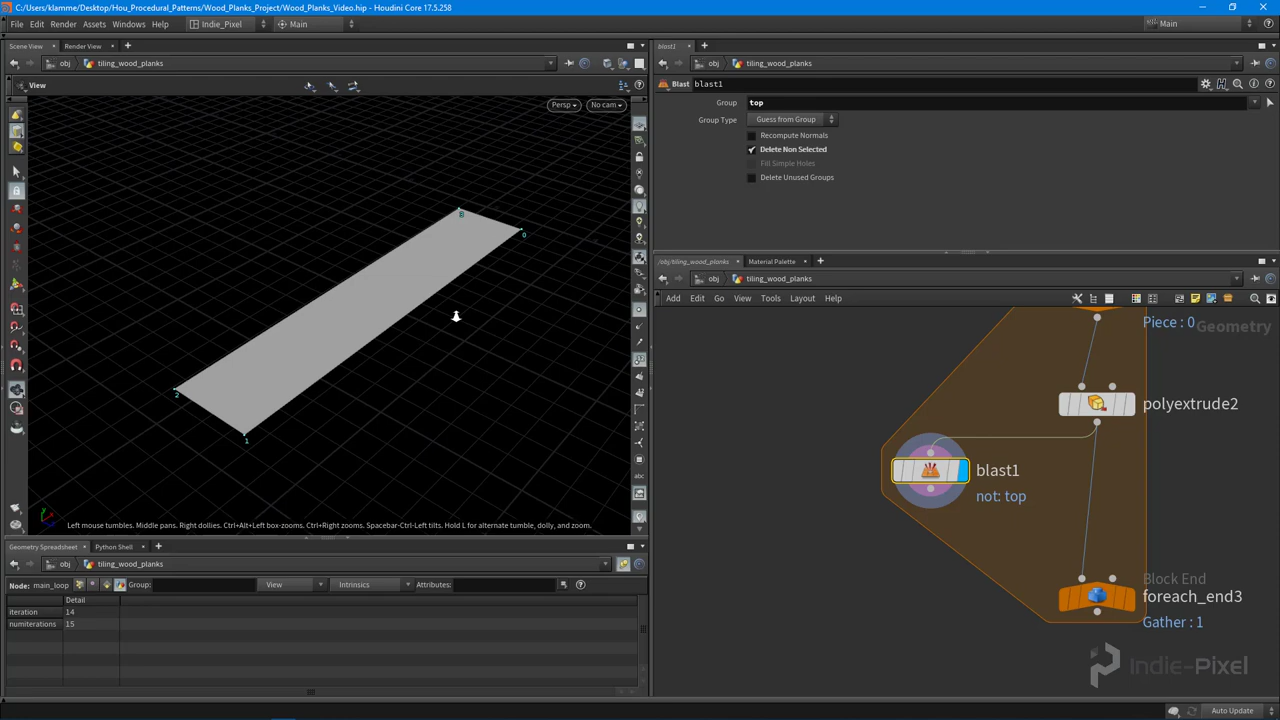 C:/Users/klamme/Desktop/Hou_Procedural_Patterns/Wood_Planks_Project/Wood_Planks_Video.hip - Houdini Core 17.5.258
File Edit Render Assets Windows Help Indie_Pixel Main Main
Scene View Render View
obj tiling_wood_planks
View
Persp No cam
3
0
2
1
Left mouse tumbles. Middle pans. Right dollies. Ctrl+Alt+Left box-zooms. Ctrl+Right zooms. Spacebar-Ctrl-Left tilts. Hold L for alternate tumble, dolly, and zoom.
Geometry Spreadsheet Python Shell
obj tiling_wood_planks
Node: main_loop Group: View Intrinsics Attributes:
Detail
iteration 14
numiterations 15
blast1
obj tiling_wood_planks
Blast blast1
Group top
Group Type Guess from Group
Recompute Normals
Delete Non Selected
Fill Simple Holes
Delete Unused Groups
/obj/tiling_wood_planks Material Palette
obj tiling_wood_planks
Add Edit Go View Tools Layout Help
Piece : 0 Geometry
polyextrude2
blast1
not: top
Block End
foreach_end3
Gather : 1
Indie-Pixel
Auto Update